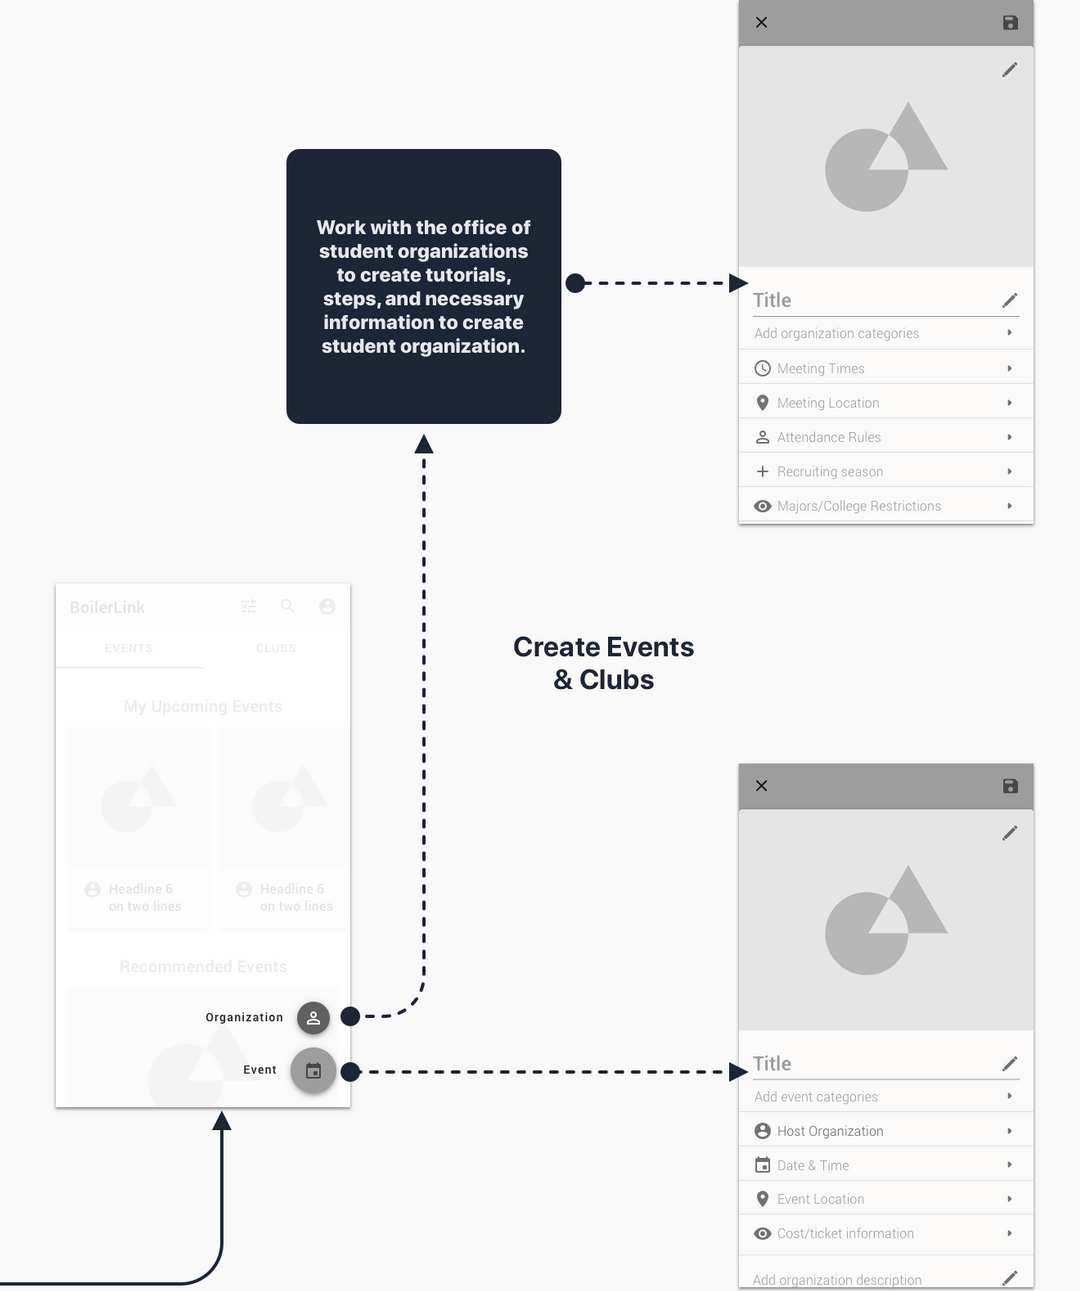 Work with the office of
student organizations
to create tutorials,
steps, and necessary
information to create
student organization.
Title
Add organization categories
Meeting Times
Meeting Location
Attendance Rules
Recruiting season
Majors/College Restrictions
BoilerLink
EVENTS CLUBS
My Upcoming Events
Headline 6
on two lines
Headline 6
on two lines
Recommended Events
Organization
Event
Create Events
& Clubs
Title
Add event categories
Host Organization
Date & Time
Event Location
Cost/ticket information
Add organization description